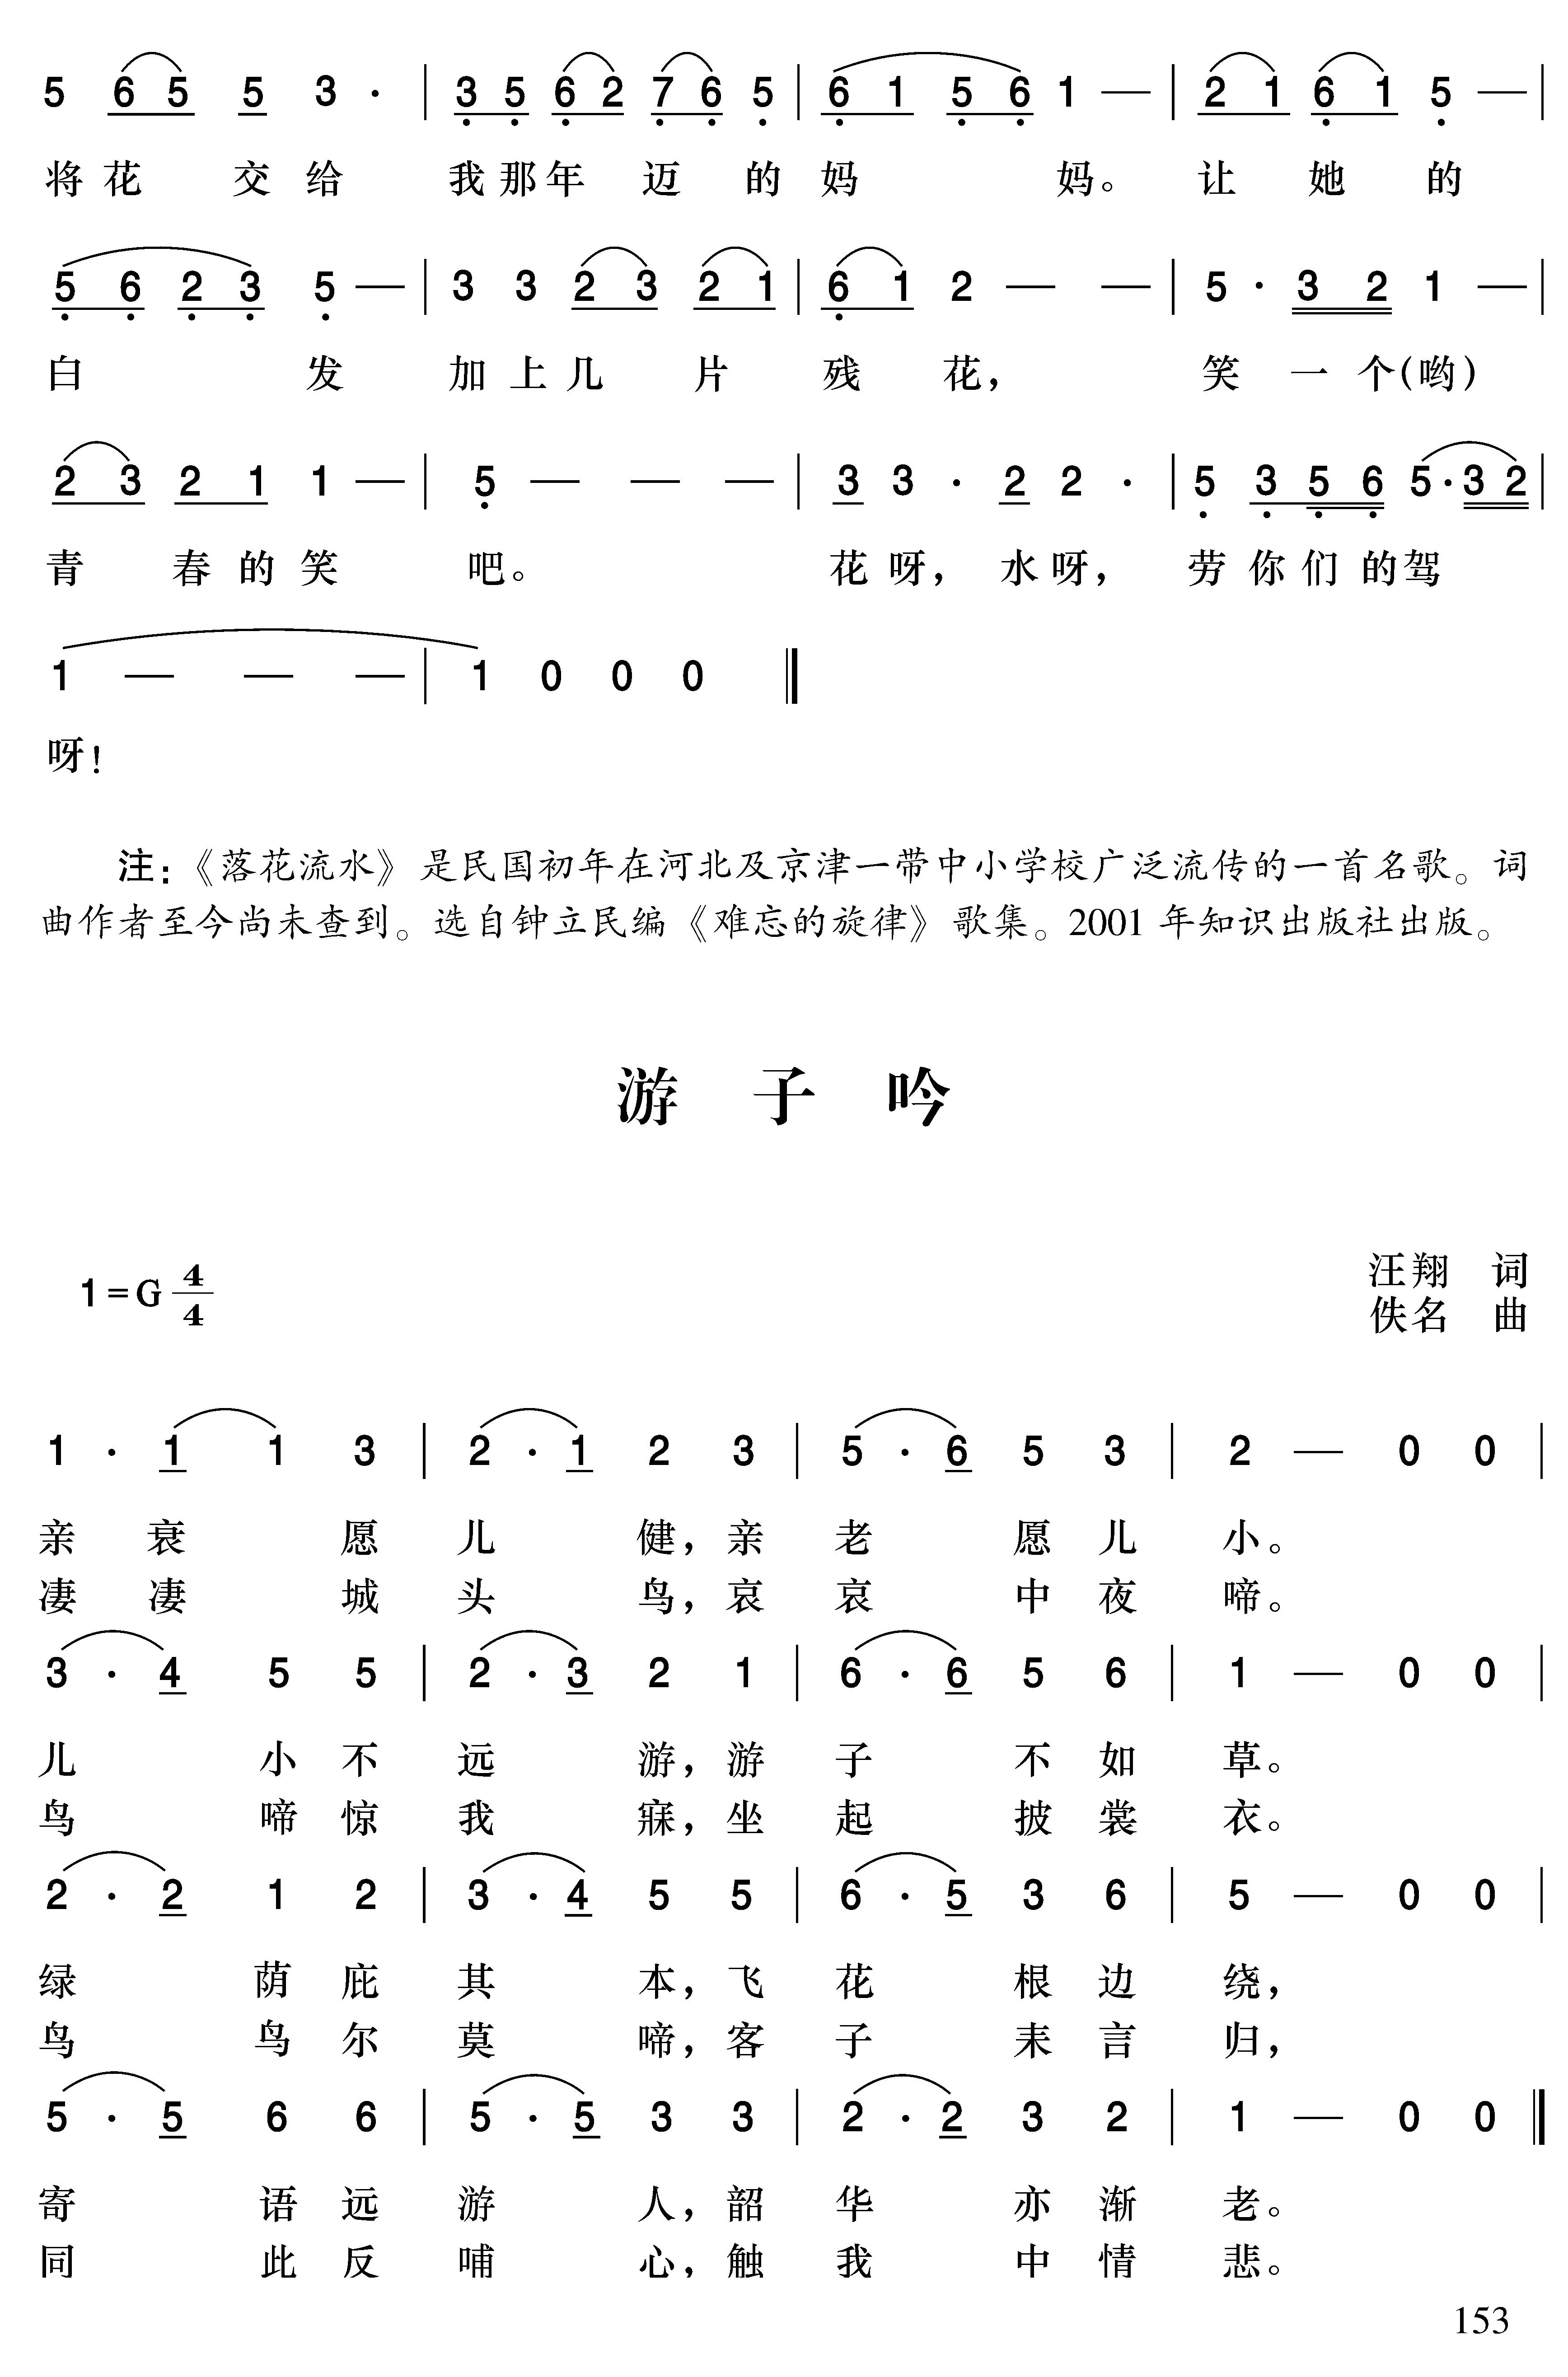 5 6 5 5 3 · | 3 5 6 2 7 6 5 | 6 1 5 6 1 — | 2 1 6 1 5 — |
将 花 交 给 我 那 年 迈 的 妈 妈。 让 她 的
5 6 2 3 5 — | 3 3 2 3 2 1 | 6 1 2 — — | 5 · 3 2 1 — |
白 发 加 上 几 片 残 花， 笑 一 个(哟)
2 3 2 1 1 — | 5 — — — | 3 3 · 2 2 · | 5 3 5 6 5 · 3 2 |
青 春 的 笑 吧。 花 呀， 水 呀， 劳 你 们 的 驾
1 — — — | 1 0 0 0 ‖
呀！
注：《落花流水》是民国初年在河北及京津一带中小学校广泛流传的一首名歌。词
曲作者至今尚未查到。选自钟立民编《难忘的旋律》歌集。2001 年知识出版社出版。
游 子 吟
汪翔 词
1=G 4/4
佚名 曲
1 · 1 1 3 | 2 · 1 2 3 | 5 · 6 5 3 | 2 — 0 0 |
亲 衰 愿 儿 健，亲 老 愿 儿 小。
凄 凄 城 头 鸟，哀 哀 中 夜 啼。
3 · 4 5 5 | 2 · 3 2 1 | 6 · 6 5 6 | 1 — 0 0 |
儿 小 不 远 游，游 子 不 如 草。
鸟 啼 惊 我 寐，坐 起 披 裳 衣。
2 · 2 1 2 | 3 · 4 5 5 | 6 · 5 3 6 | 5 — 0 0 |
绿 荫 庇 其 本，飞 花 根 边 绕，
鸟 鸟 尔 莫 啼，客 子 耒 言 归，
5 · 5 6 6 | 5 · 5 3 3 | 2 · 2 3 2 | 1 — 0 0 ‖
寄 语 远 游 人，韶 华 亦 渐 老。
同 此 反 哺 心，触 我 中 情 悲。
153